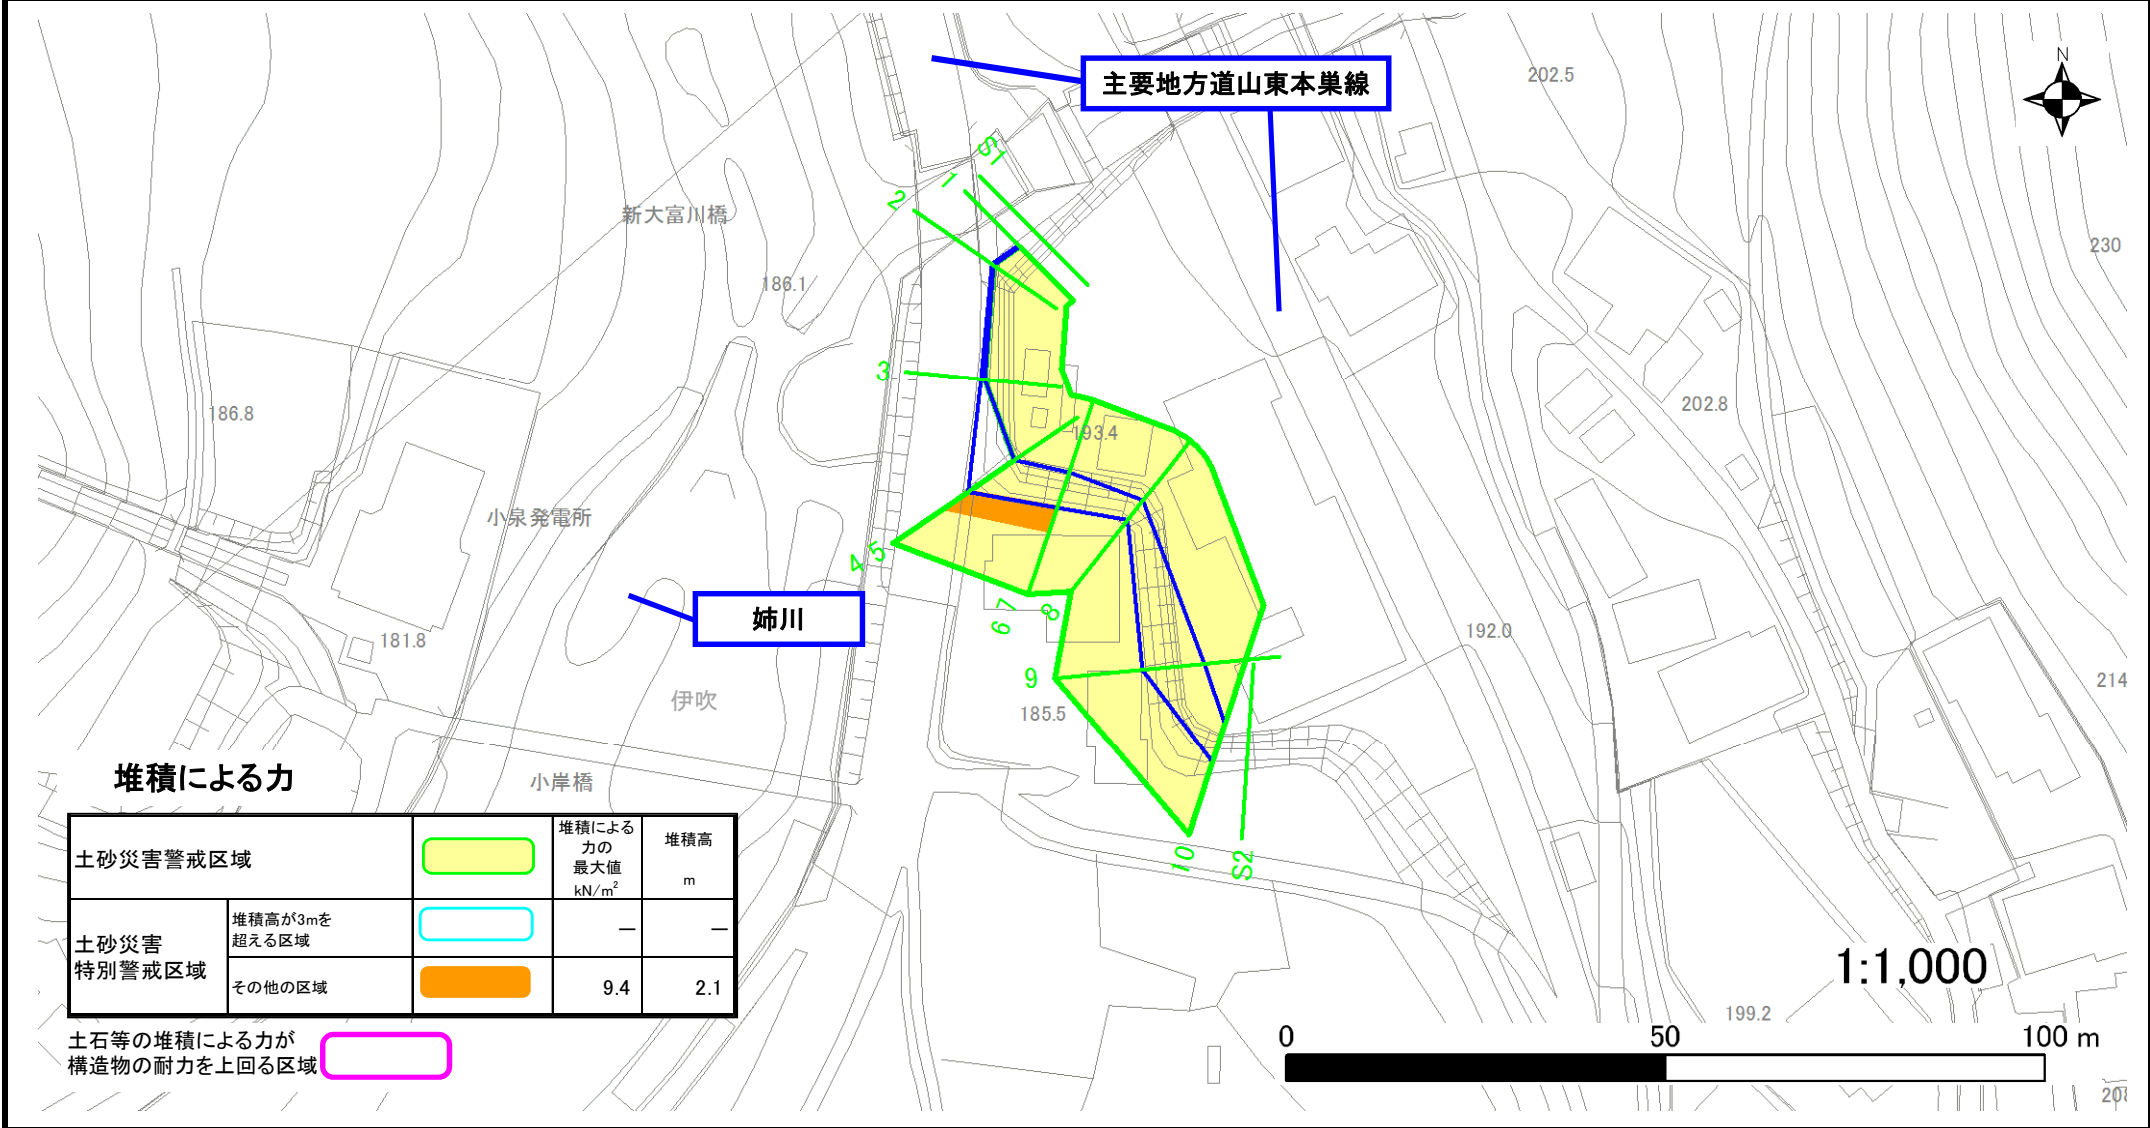 主要地方道山東本巣線
N
202.5
S1
1
2
新大富川橋
230
186.1
3
186.8
202.8
193.4
小泉発電所
4
5
6
7
8
姉川
192.0
181.8
9
伊吹
185.5
214
小岸橋
10
S2
堆積による力
土砂災害警戒区域
堆積による
力の
最大値
kN/m²
堆積高
m
土砂災害
特別警戒区域
堆積高が3mを
超える区域
—
—
その他の区域
9.4
2.1
土石等の堆積による力が
構造物の耐力を上回る区域
1:1,000
199.2
0
50
100 m